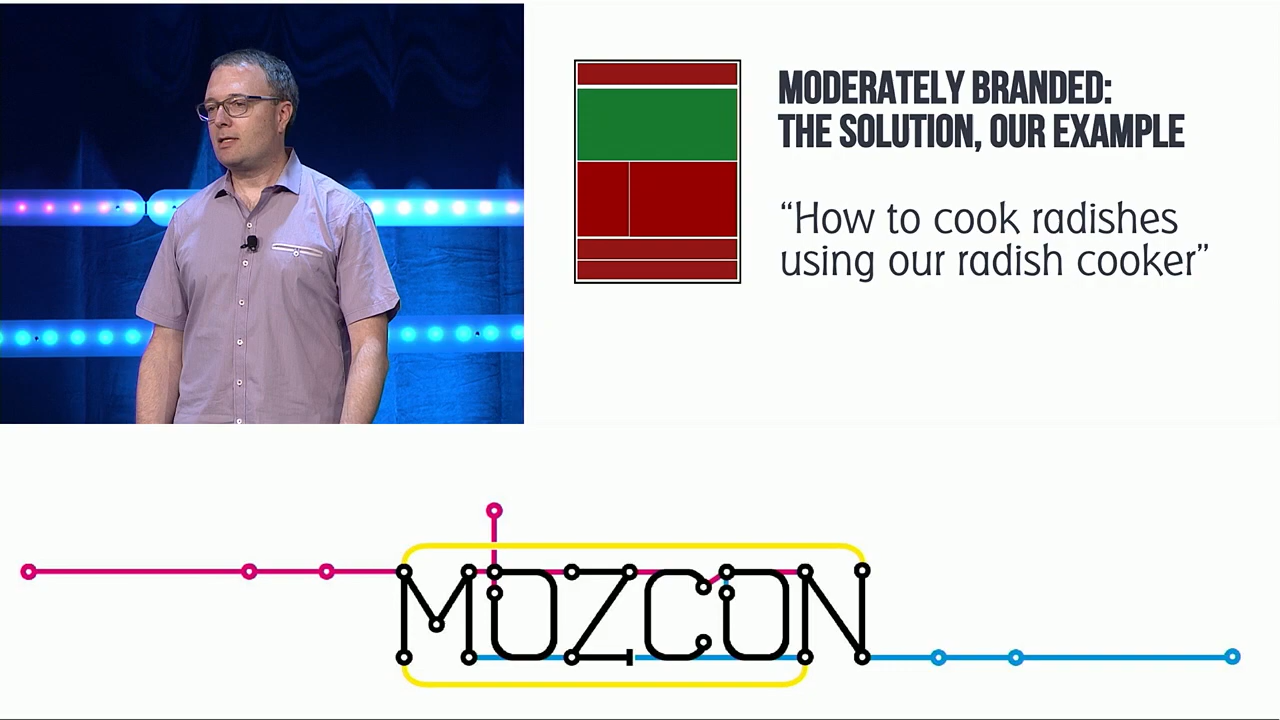 MODERATELY BRANDED:
THE SOLUTION, OUR EXAMPLE
“How to cook radishes
using our radish cooker”
MOZCON